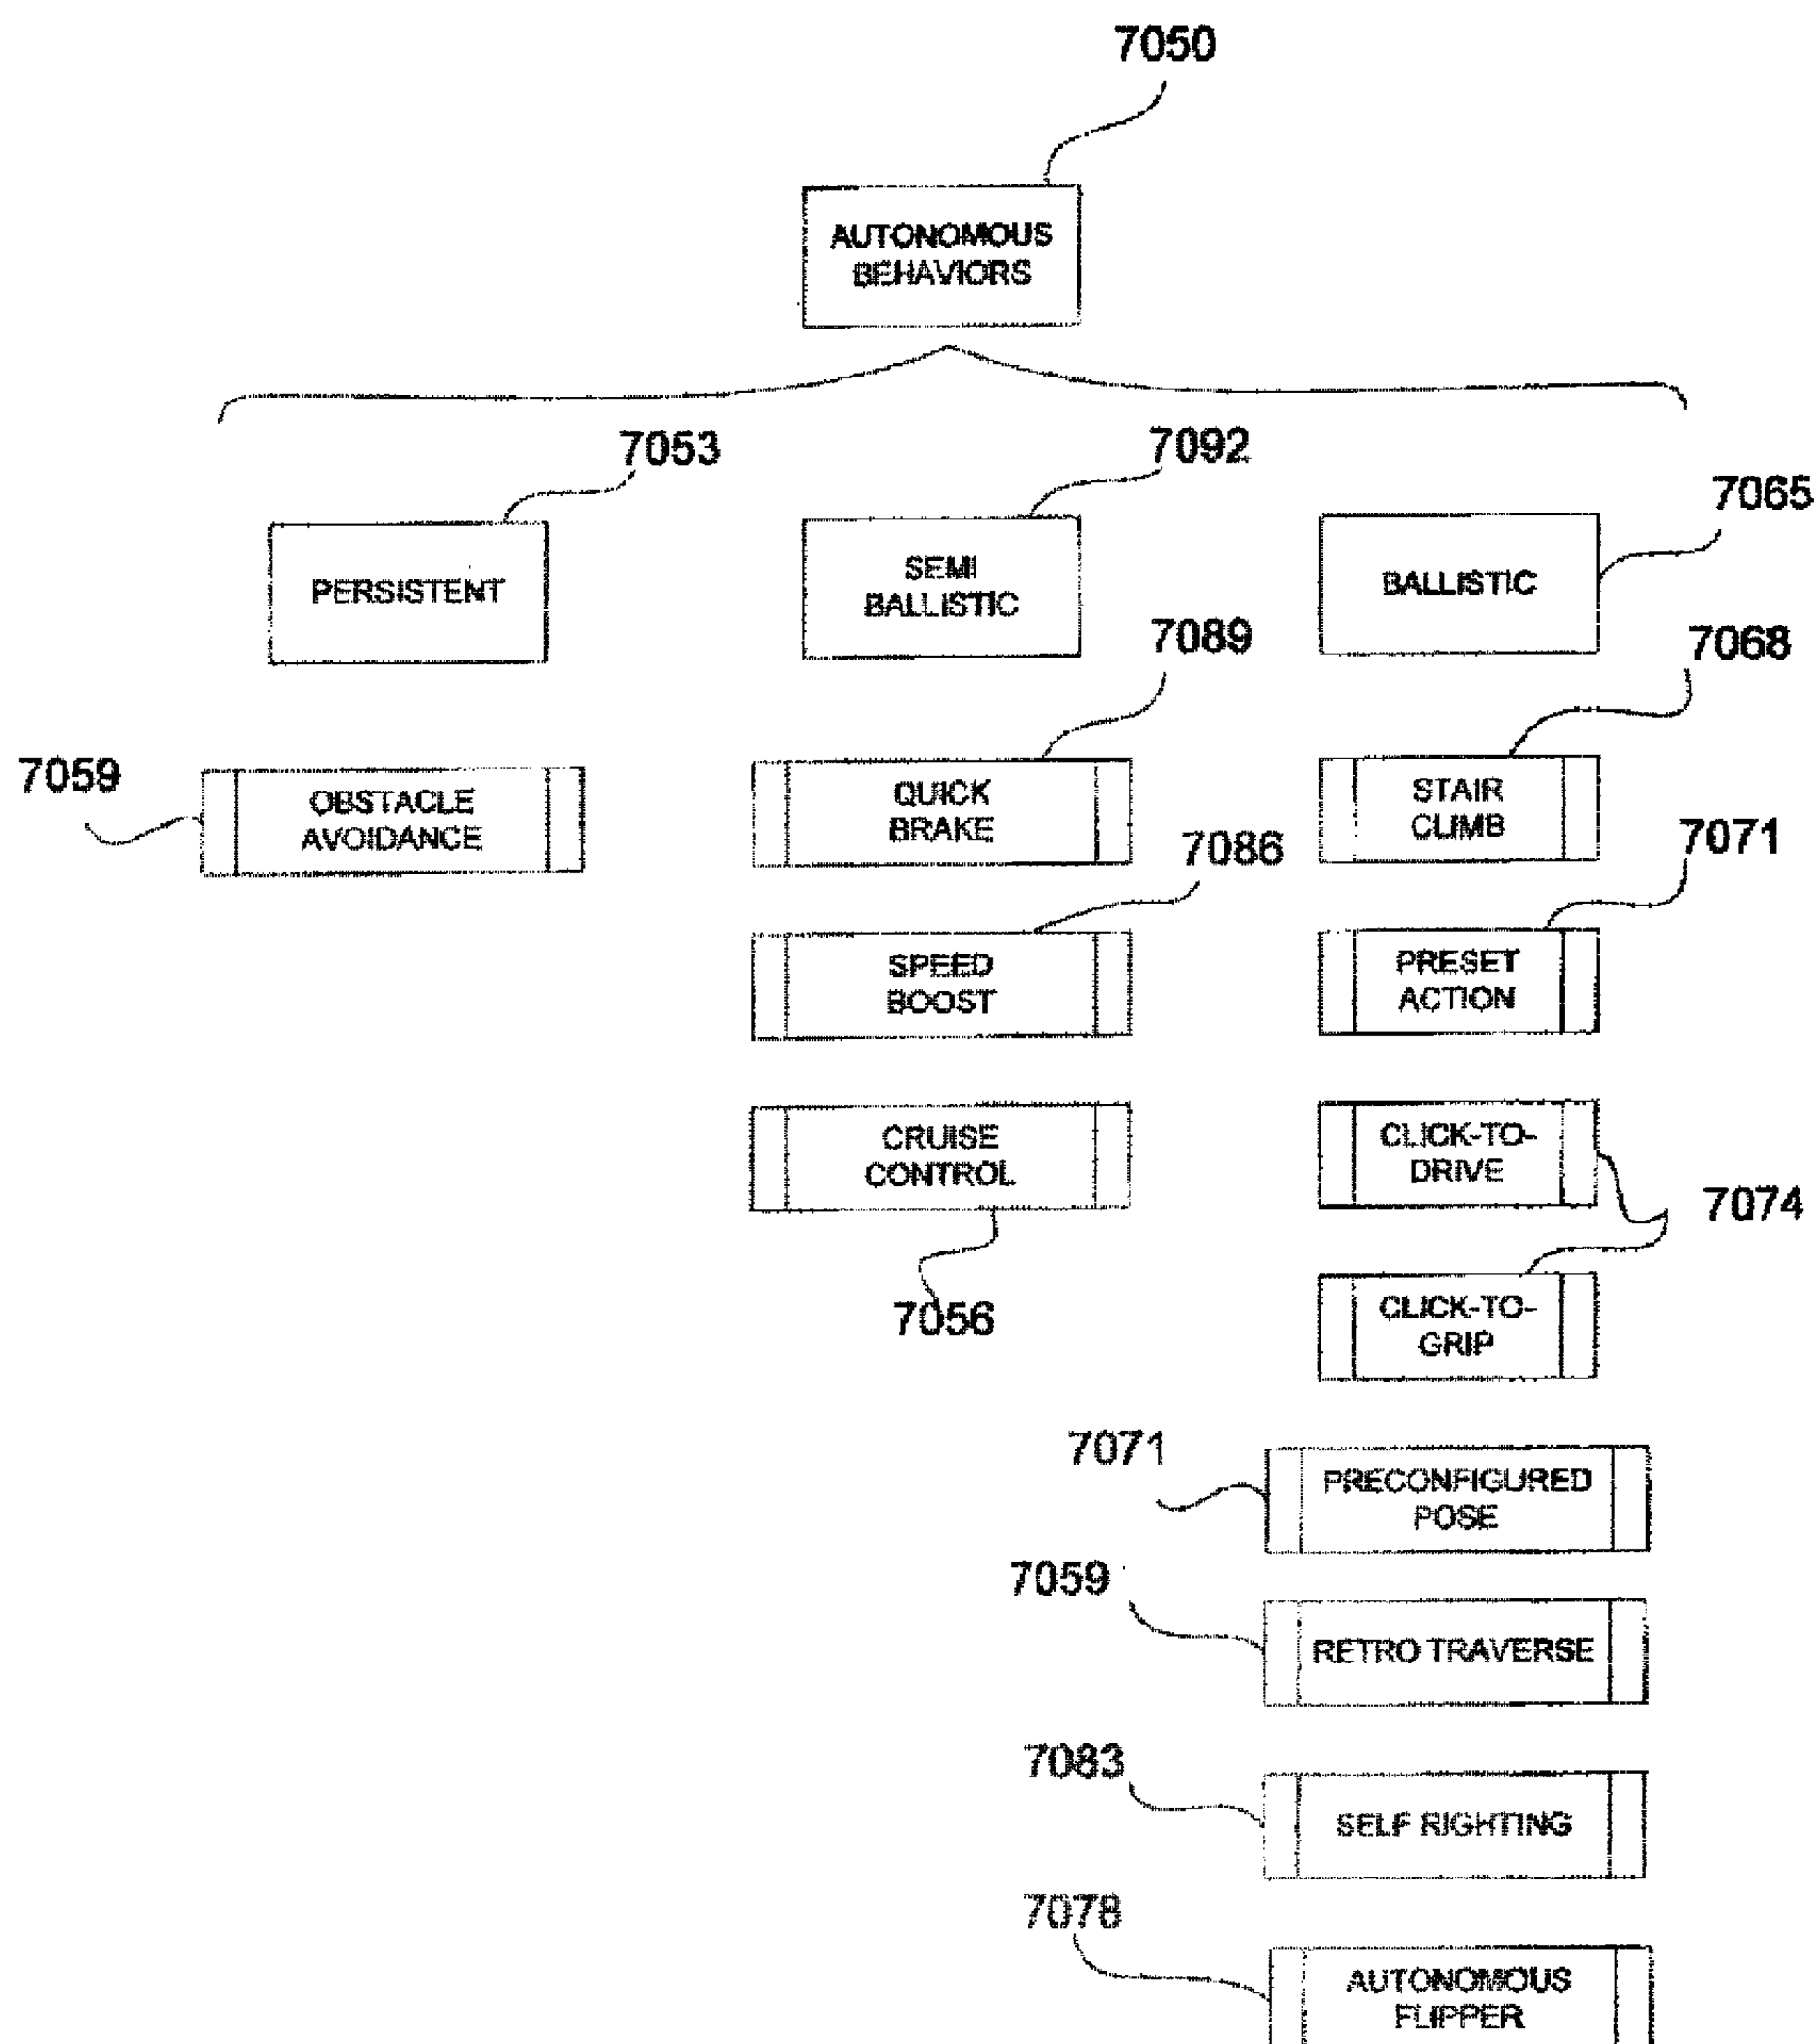 7050
AUTONOMOUS
BEHAVIORS
7053
7092
7065
PERSISTENT
SEMI
BALLISTIC
BALLISTIC
7089
7068
7059
OBSTACLE
AVOIDANCE
QUICK
BRAKE
STAIR
CLIMB
7086
7071
SPEED
BOOST
PRESET
ACTION
CRUISE
CONTROL
CLICK-TO-
DRIVE
7074
7056
CLICK-TO-
GRIP
7071
PRECONFIGURED
POSE
7059
RETRO TRAVERSE
7083
SELF RIGHTING
7078
AUTONOMOUS
FLIPPER